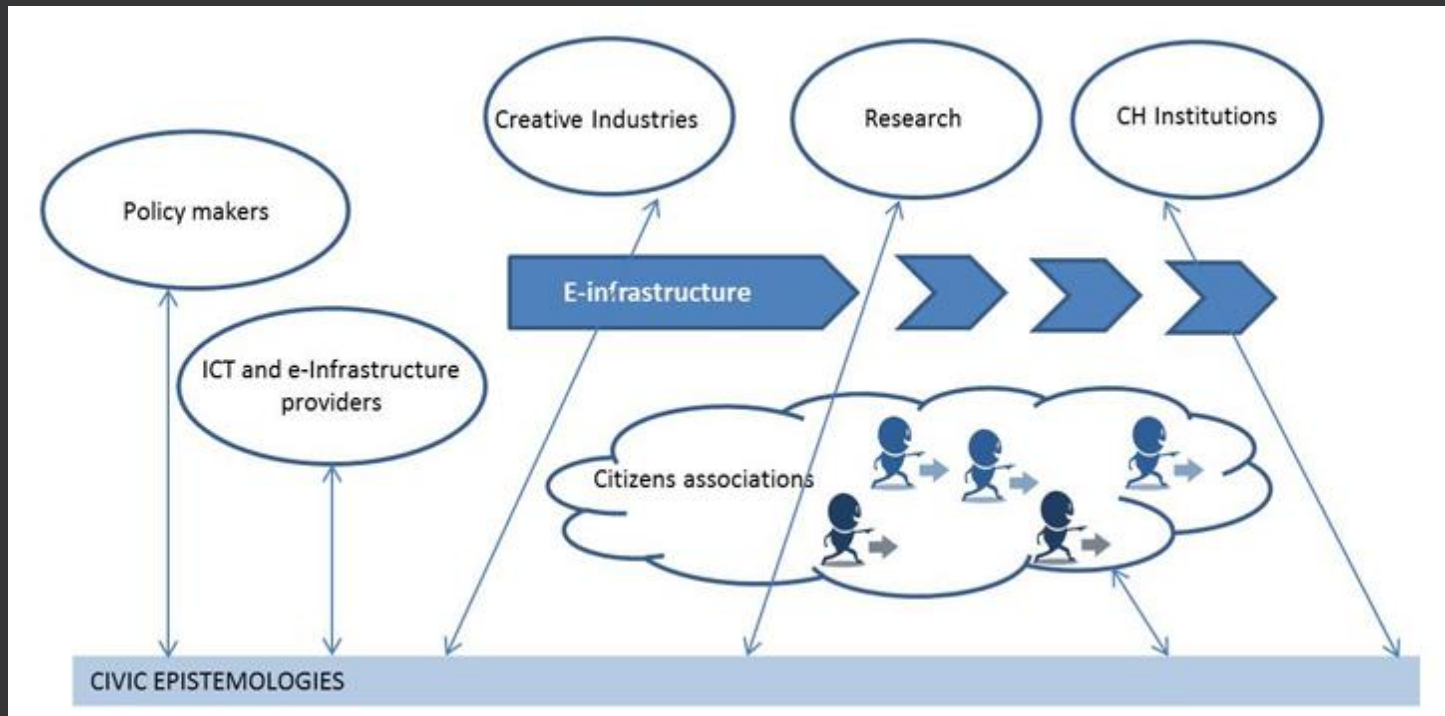 Creative Industries
Research
CH Institutions
Policy makers
E-infrastructure
ICT and e-Infrastructure
providers
Citizens associations
CIVIC EPISTEMOLOGIES